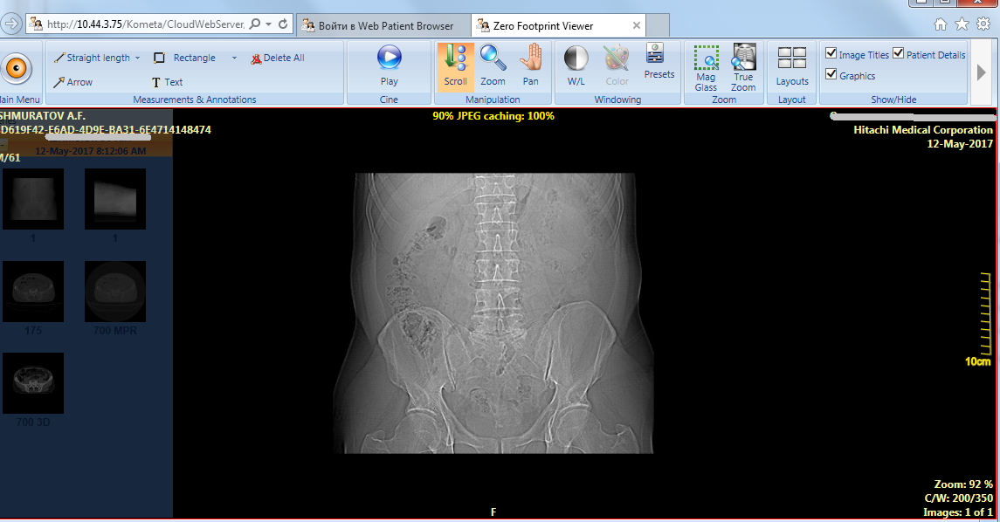 http://10.44.3.75/Kometa/CloudWebServer, Войти в Web Patient Browser Zero Footprint Viewer
Straight length Rectangle Delete All
Arrow Text
Main Menu Measurements & Annotations
Play
Cine
Scroll Zoom Pan
Manipulation
W/L Color Presets
Windowing
Mag Glass True Zoom
Zoom
Layouts
Layout
Image Titles Patient Details
Graphics
Show/Hide
SHMURATOV A.F.
D619F42-E6AD-4D9E-BA31-6E4714148474
12-May-2017 8:12:06 AM
M/61
1 1
175 700 MPR
700 3D
90% JPEG caching: 100%
Hitachi Medical Corporation
12-May-2017
10cm
F
Zoom: 92 %
C/W: 200/350
Images: 1 of 1